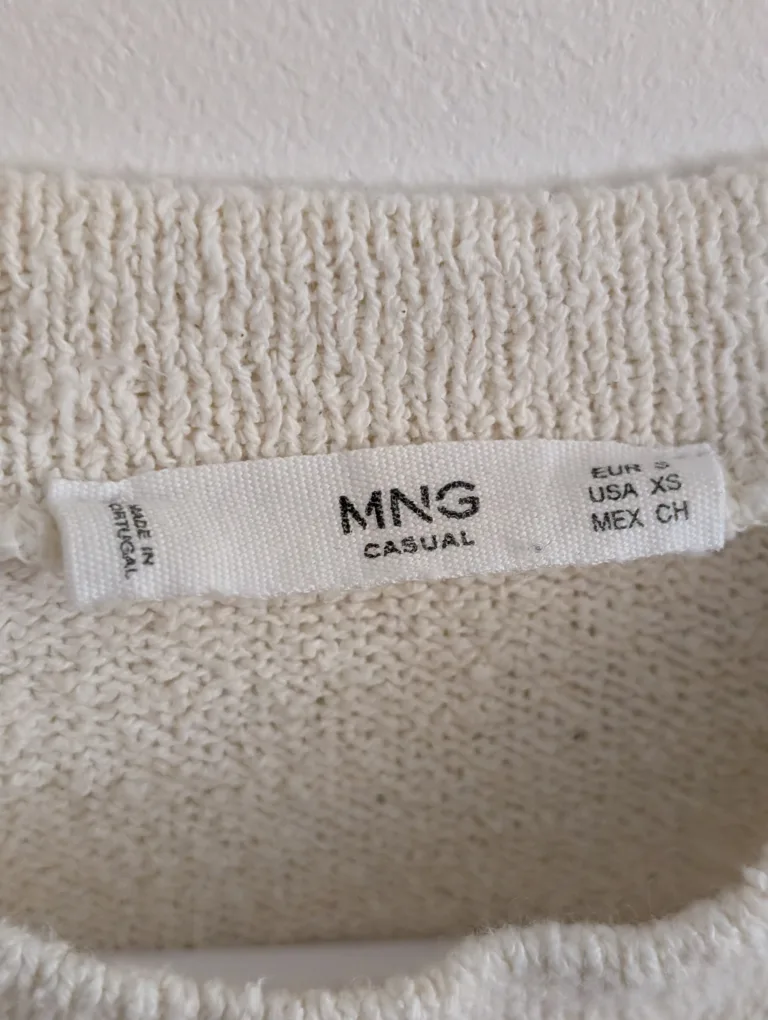 MADE IN
PORTUGAL
MNG
CASUAL
EUR S
USA XS
MEX CH